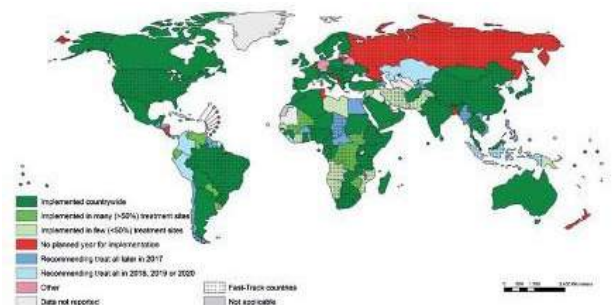 Implemented countrywide
Implemented in many (>50%) treatment sites
Implemented in few (<50%) treatment sites
No planned year for implementation
Recommending treat all later in 2017
Recommending treat all in 2018, 2019 or 2020
Other
Fast-Track countries
Data not reported
Not applicable